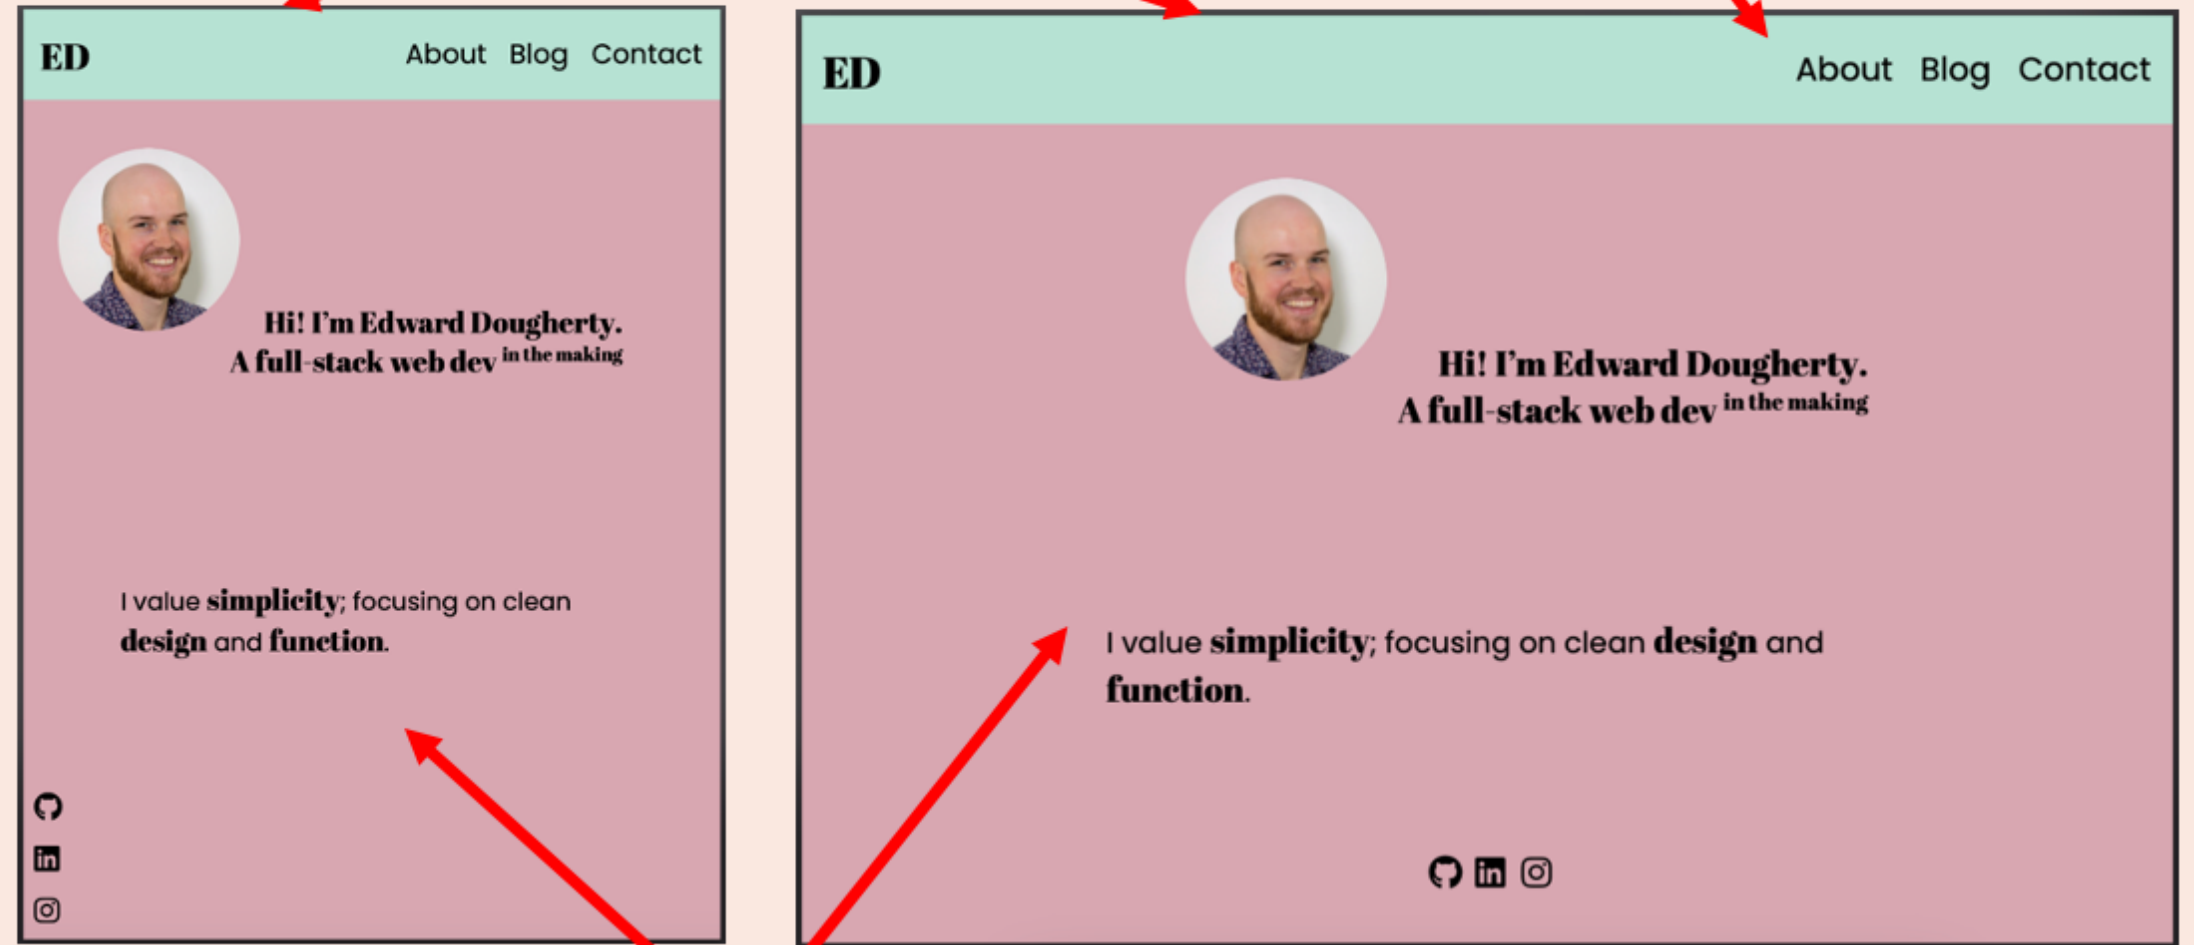 ED
About Blog Contact
Hi! I'm Edward Dougherty.
A full-stack web dev in the making
I value simplicity; focusing on clean
design and function.
in
ED
About Blog Contact
Hi! I'm Edward Dougherty.
A full-stack web dev in the making
I value simplicity; focusing on clean design and
function.
in